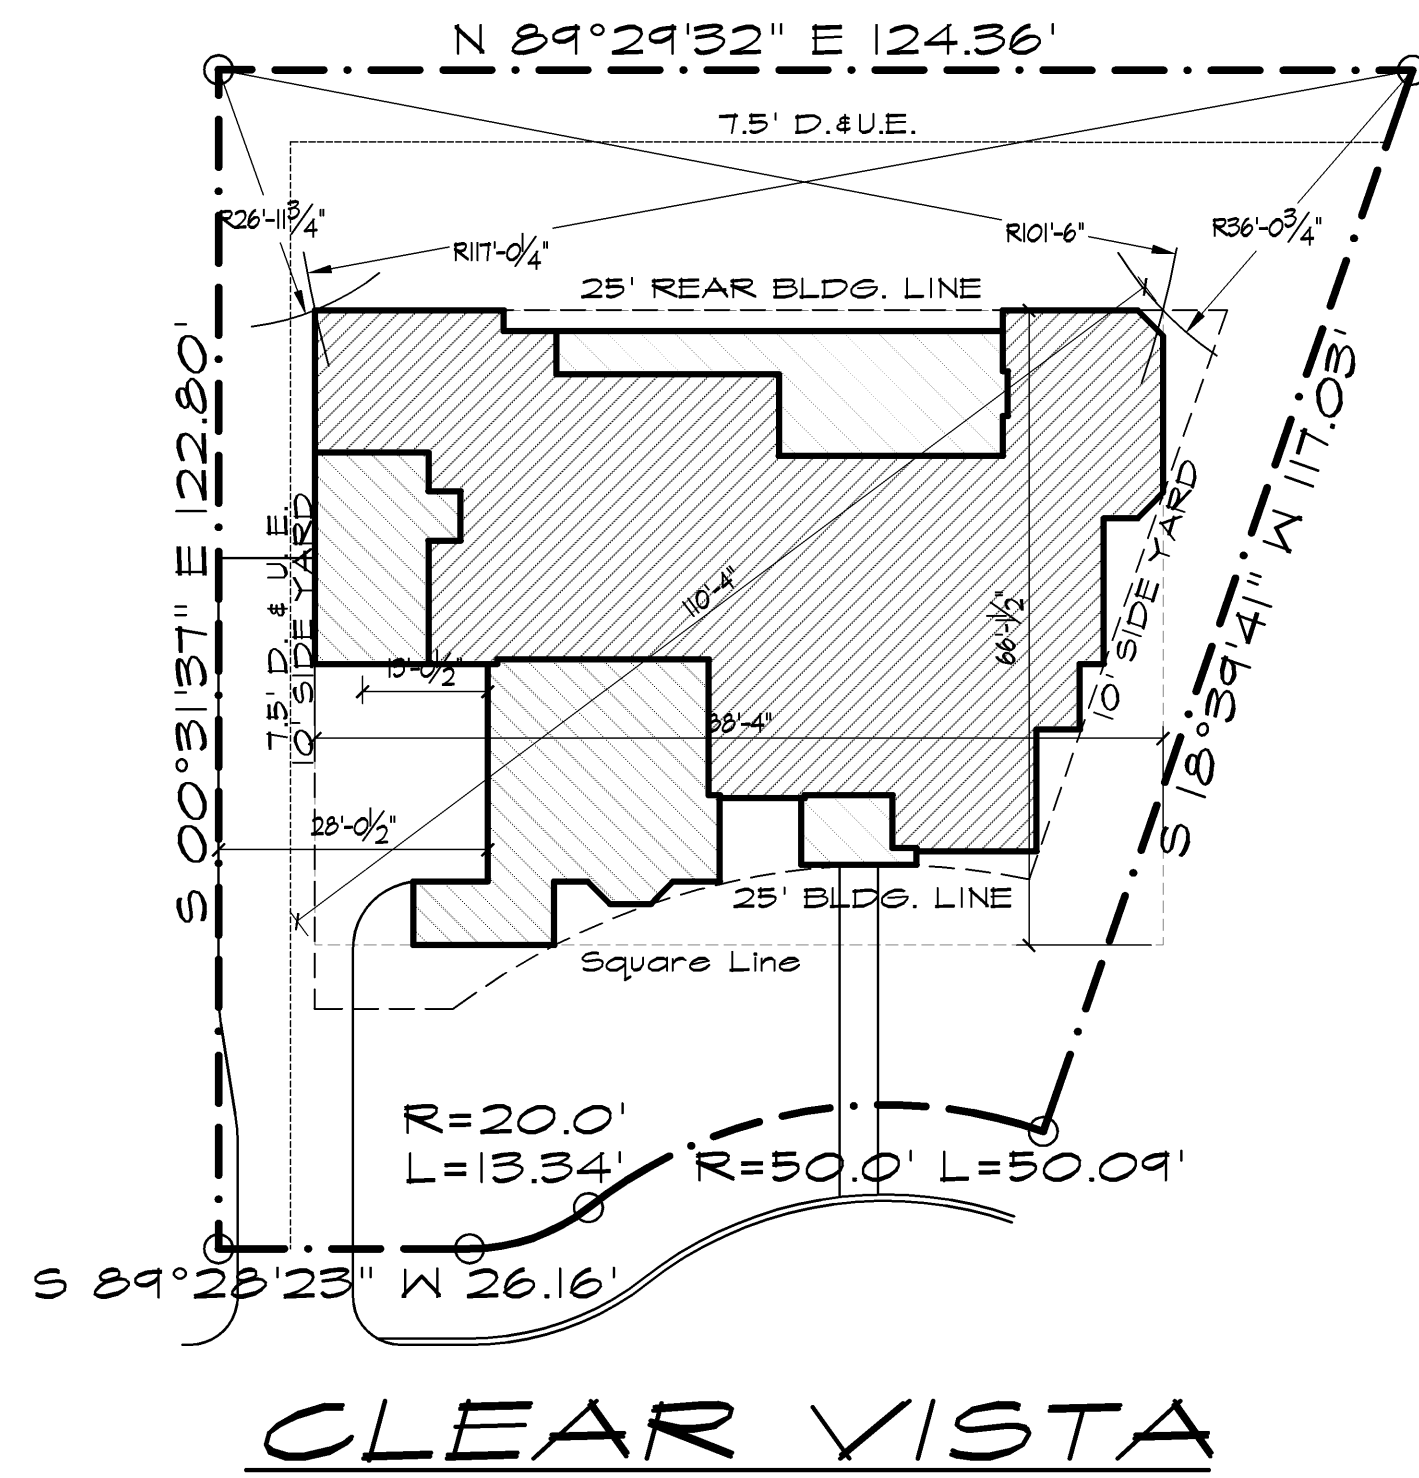 N 89°29'32" E 124.36'
7.5' D.&U.E.
R26'-11 3/4"
R117'-0 1/4"
R101'-6"
R36'-0 3/4"
25' REAR BLDG. LINE
S 00°31'37" E 122.80'
7.5' D. & U.E.
10' SIDE YARD
110'-4"
66'-1 1/2"
10' SIDE YARD
S 18°39'41" W 117.03'
13'-0 1/2"
88'-4"
28'-0 1/2"
25' BLDG. LINE
Square Line
R=20.0'
L=13.34'
R=50.0' L=50.09'
S 89°28'23" W 26.16'
CLEAR VISTA